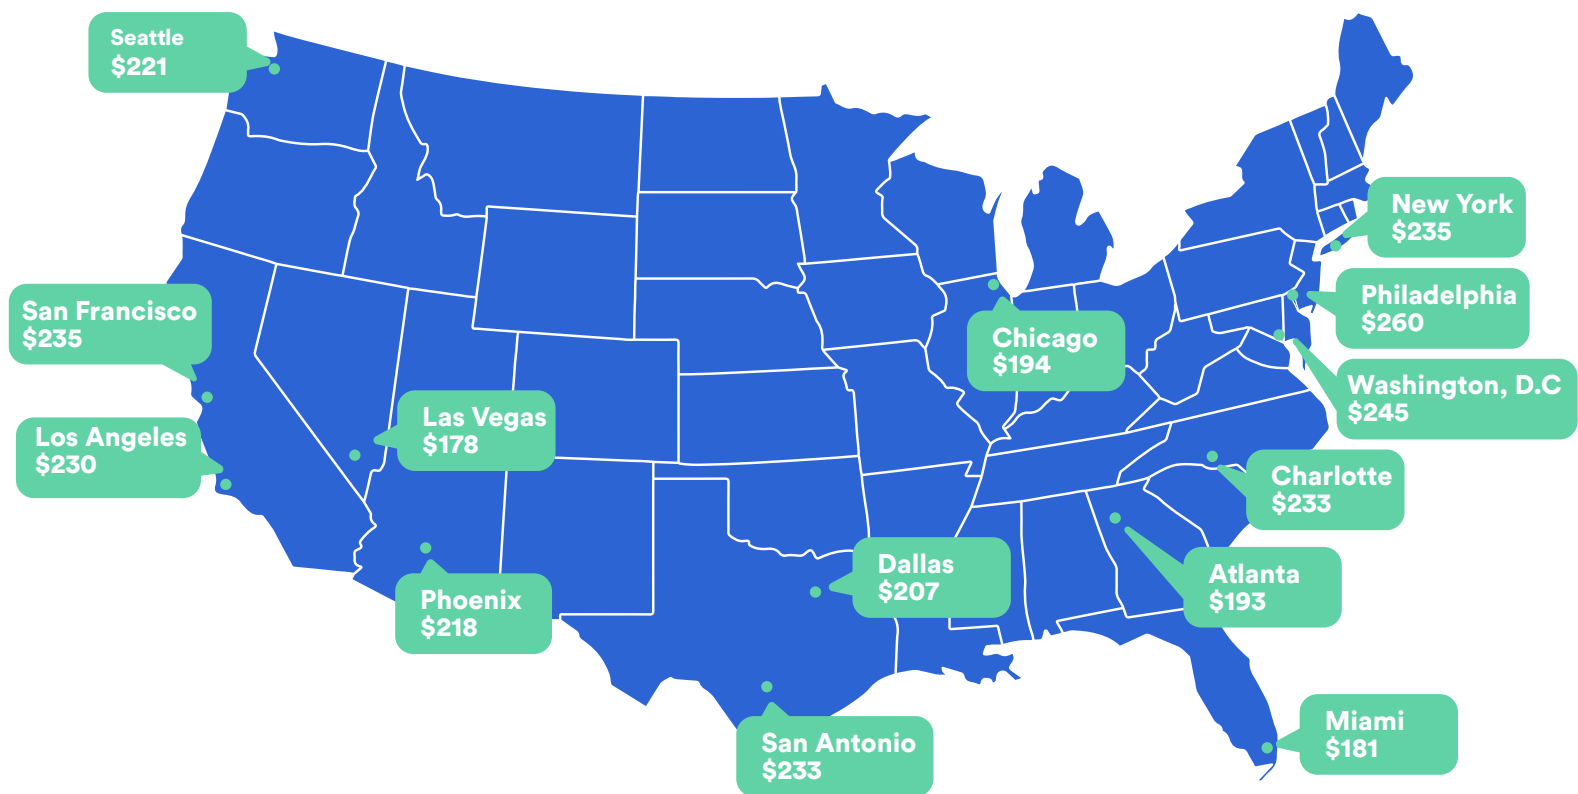 Seattle
$221
New York
$235
Philadelphia
$260
San Francisco
$235
Chicago
$194
Washington, D.C
$245
Las Vegas
$178
Los Angeles
$230
Charlotte
$233
Dallas
$207
Atlanta
$193
Phoenix
$218
Miami
$181
San Antonio
$233